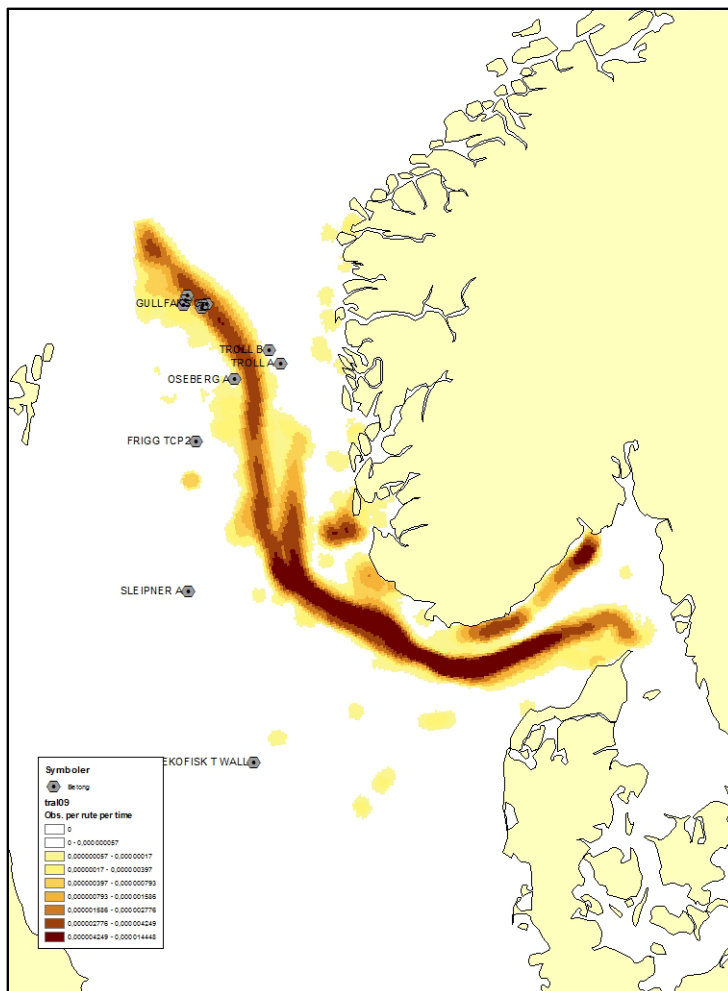 GULLFAKS
TROLL B
TROLL A
OSEBERG A
FRIGG TCP2
SLEIPNER A
EKOFISK T WALL
Symboler
Betong
tral09
Obs. per rute per time
0
0 - 0,000000057
0,000000057 - 0,00000017
0,00000017 - 0,000000397
0,000000397 - 0,000000793
0,000000793 - 0,000001586
0,000001586 - 0,000002776
0,000002776 - 0,000004249
0,000004249 - 0,000014448